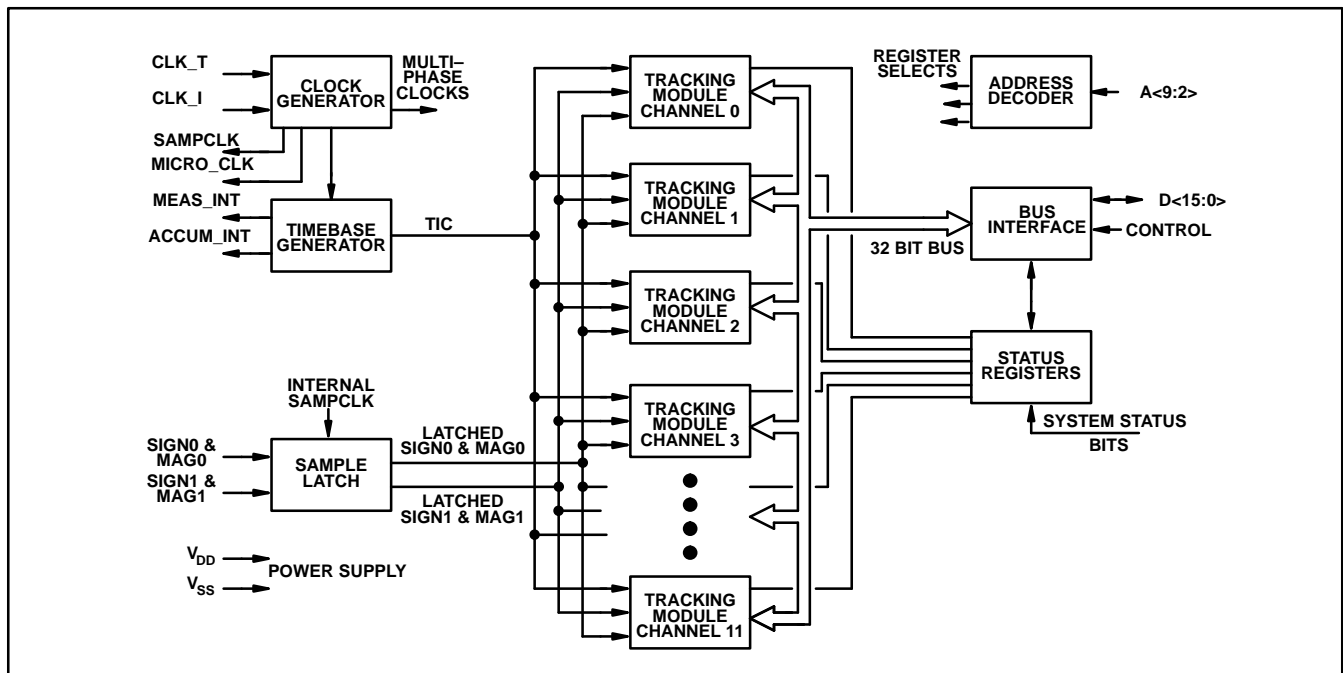 CLK_T
CLK_I
SAMPCLK
MICRO_CLK
MEAS_INT
ACCUM_INT
CLOCK
GENERATOR
MULTI–
PHASE
CLOCKS
TIMEBASE
GENERATOR
TIC
INTERNAL
SAMPCLK
SIGN0 &
MAG0
SIGN1 &
MAG1
SAMPLE
LATCH
LATCHED
SIGN0 & MAG0
LATCHED
SIGN1 & MAG1
VDD
VSS
POWER SUPPLY
TRACKING
MODULE
CHANNEL 0
TRACKING
MODULE
CHANNEL 1
TRACKING
MODULE
CHANNEL 2
TRACKING
MODULE
CHANNEL 3
TRACKING
MODULE
CHANNEL 11
REGISTER
SELECTS
ADDRESS
DECODER
A<9:2>
32 BIT BUS
BUS
INTERFACE
D<15:0>
CONTROL
STATUS
REGISTERS
SYSTEM STATUS
BITS